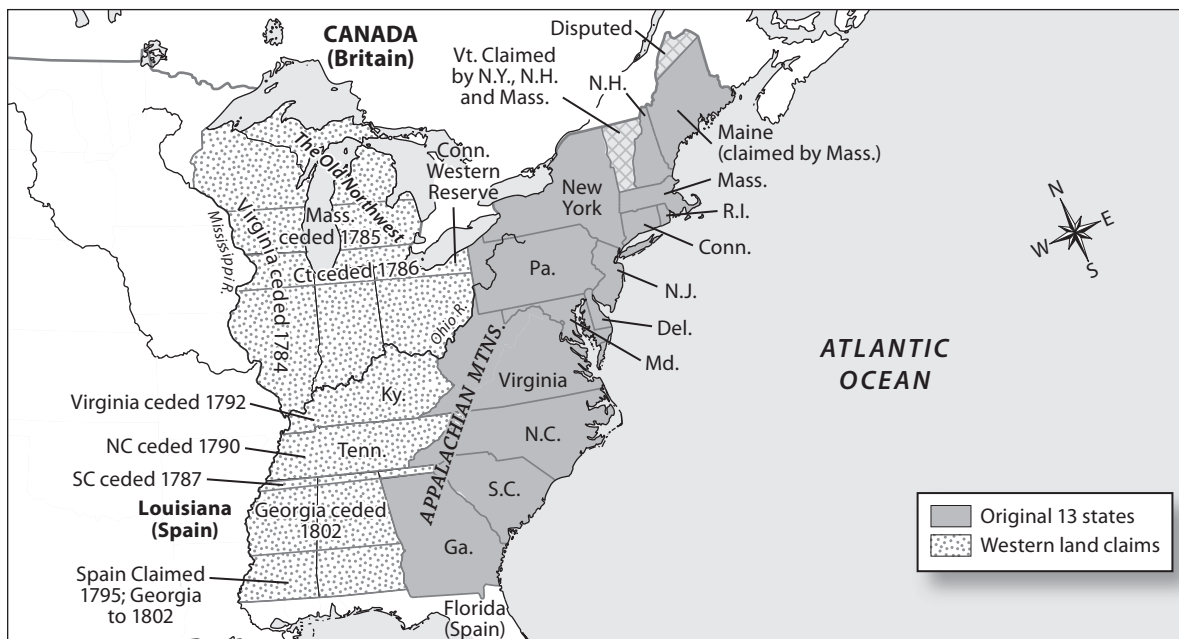 CANADA
(Britain)
Disputed
Vt. Claimed
by N.Y., N.H.
and Mass.
N.H.
Maine
(claimed by Mass.)
Mass.
R.I.
Conn.
N.J.
Del.
Md.
Conn.
Western
Reserve
The Old Northwest
New
York
Pa.
Mississippi R.
Virginia ceded 1784
Mass.
ceded 1785
Ct ceded 1786
Ohio R.
APPALACHIAN MTNS.
Virginia
Ky.
Virginia ceded 1792
NC ceded 1790
Tenn.
N.C.
SC ceded 1787
S.C.
Louisiana
(Spain)
Georgia ceded
1802
Ga.
Spain Claimed
1795; Georgia
to 1802
Florida
(Spain)
ATLANTIC
OCEAN
N
E
W
S
Original 13 states
Western land claims